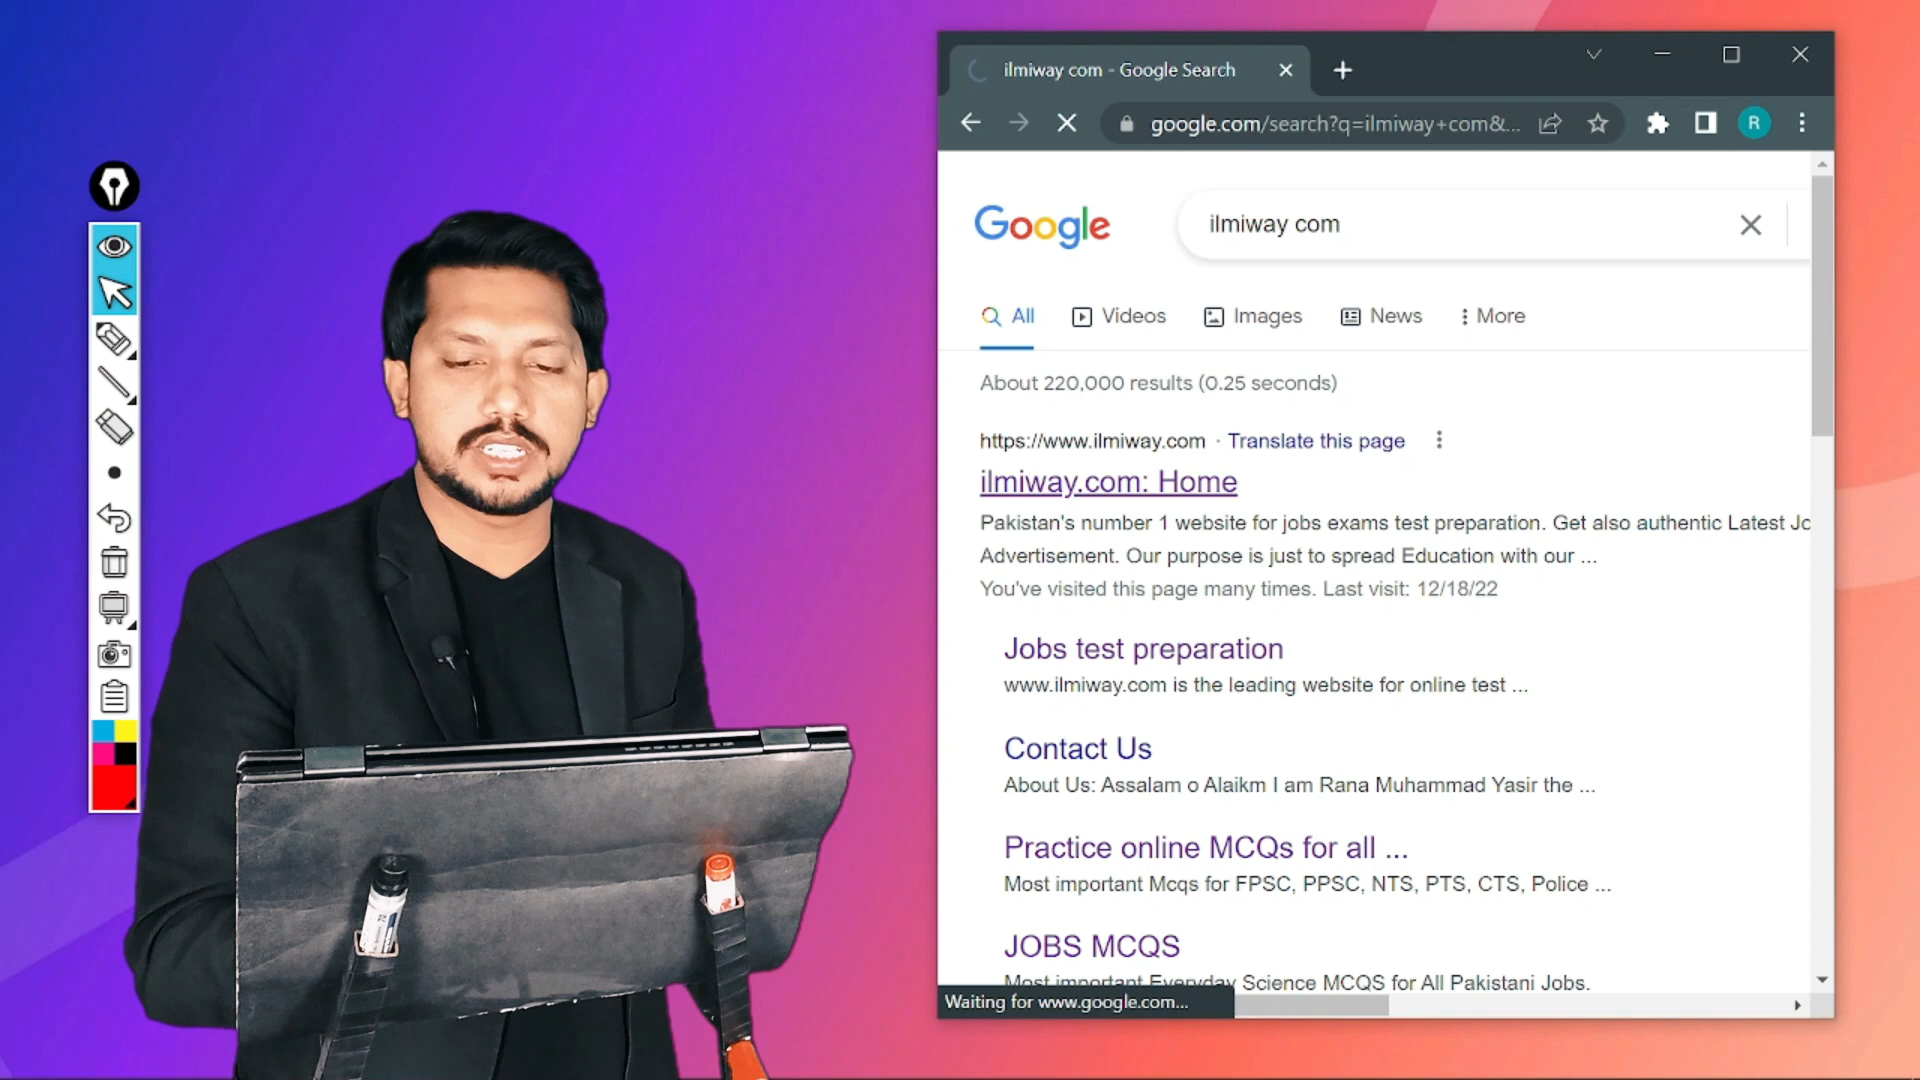 ilmiway com - Google Search
google.com/search?q=ilmiway+com&...
R
Google
ilmiway com
All
Videos
Images
News
More
About 220,000 results (0.25 seconds)
https://www.ilmiway.com · Translate this page
ilmiway.com: Home
Pakistan's number 1 website for jobs exams test preparation. Get also authentic Latest Jo
Advertisement. Our purpose is just to spread Education with our ...
You've visited this page many times. Last visit: 12/18/22
Jobs test preparation
www.ilmiway.com is the leading website for online test ...
Contact Us
About Us: Assalam o Alaikm I am Rana Muhammad Yasir the ...
Practice online MCQs for all ...
Most important Mcqs for FPSC, PPSC, NTS, PTS, CTS, Police ...
JOBS MCQS
Most important Everyday Science MCQS for All Pakistani Jobs.
Waiting for www.google.com...